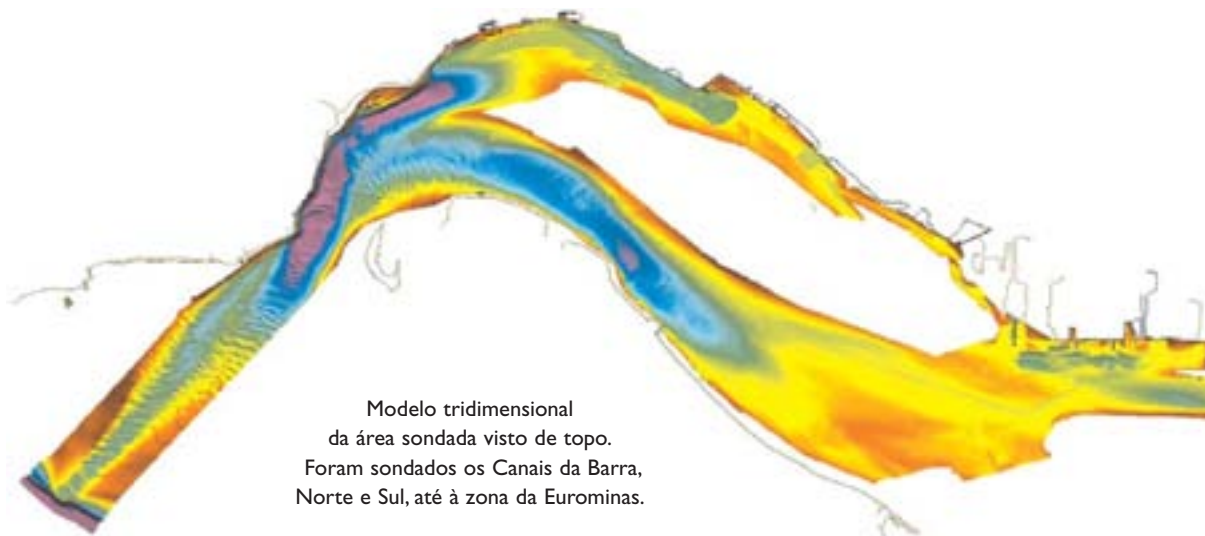 Modelo tridimensional
da área sondada visto de topo.
Foram sondados os Canais da Barra,
Norte e Sul, até à zona da Eurominas.